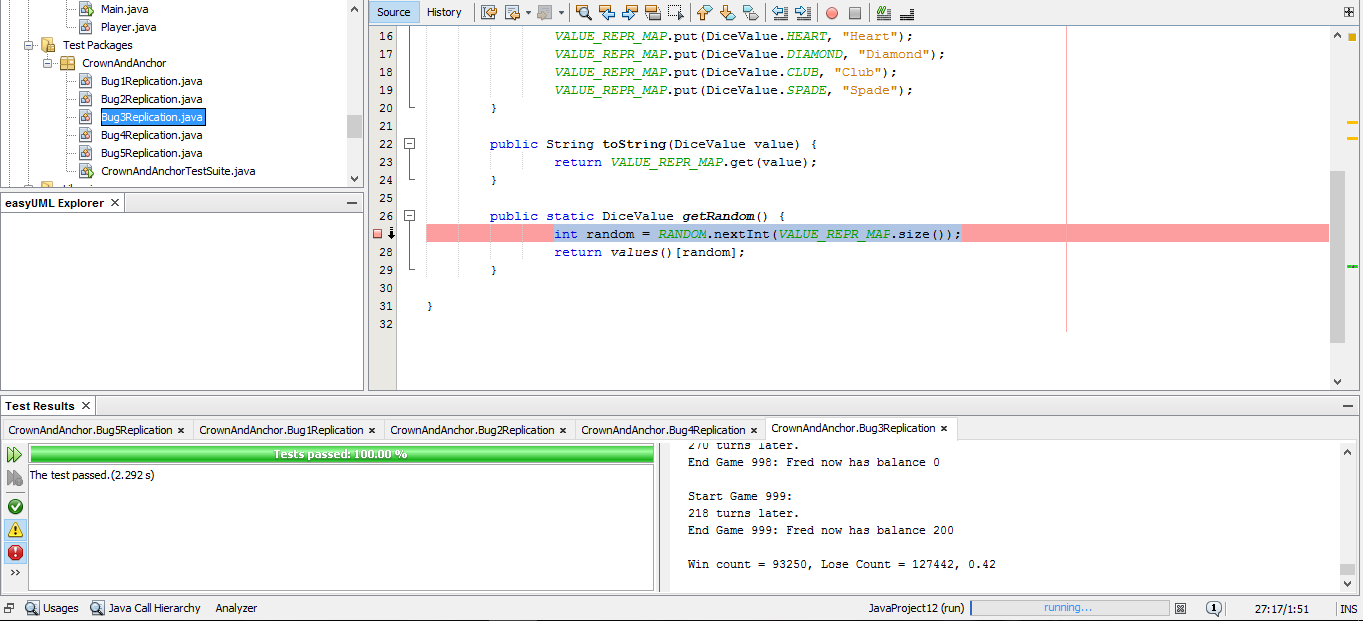 Main.java
Player.java
Test Packages
CrownAndAnchor
Bug1Replication.java
Bug2Replication.java
Bug3Replication.java
Bug4Replication.java
Bug5Replication.java
CrownAndAnchorTestSuite.java
easyUML Explorer
Source History
16 VALUE_REPR_MAP.put(DiceValue.HEART, "Heart");
17 VALUE_REPR_MAP.put(DiceValue.DIAMOND, "Diamond");
18 VALUE_REPR_MAP.put(DiceValue.CLUB, "Club");
19 VALUE_REPR_MAP.put(DiceValue.SPADE, "Spade");
20 }
21
22 public String toString(DiceValue value) {
23 return VALUE_REPR_MAP.get(value);
24 }
25
26 public static DiceValue getRandom() {
int random = RANDOM.nextInt(VALUE_REPR_MAP.size());
28 return values()[random];
29 }
30
31 }
32
Test Results
CrownAndAnchor.Bug5Replication CrownAndAnchor.Bug1Replication CrownAndAnchor.Bug2Replication CrownAndAnchor.Bug4Replication CrownAndAnchor.Bug3Replication
Tests passed: 100.00 %
The test passed.(2.292 s)
270 turns later.
End Game 998: Fred now has balance 0
Start Game 999:
218 turns later.
End Game 999: Fred now has balance 200
Win count = 93250, Lose Count = 127442, 0.42
Usages Java Call Hierarchy Analyzer JavaProject12 (run) running... 1 27:17/1:51 INS